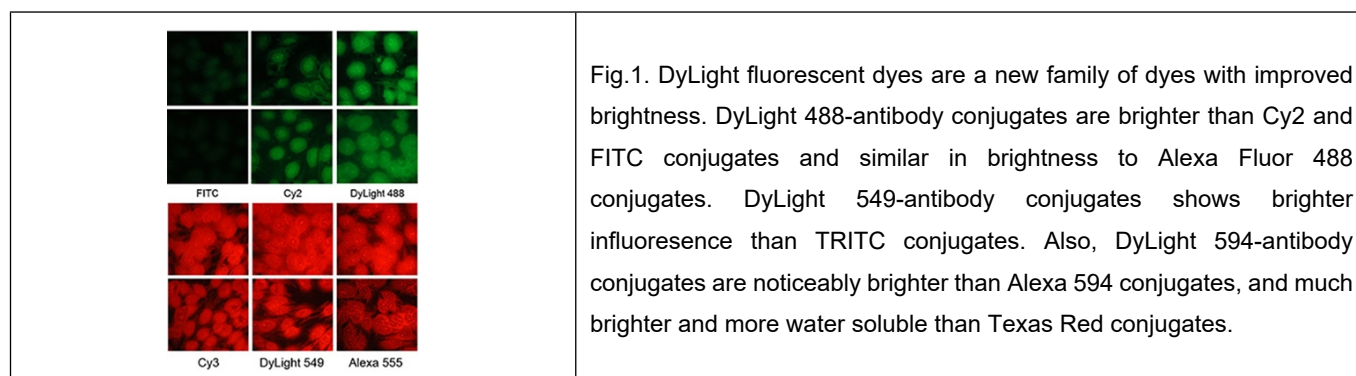 FITC Cy2 DyLight 488
Cy3 DyLight 549 Alexa 555
Fig.1. DyLight fluorescent dyes are a new family of dyes with improved
brightness. DyLight 488-antibody conjugates are brighter than Cy2 and
FITC conjugates and similar in brightness to Alexa Fluor 488
conjugates. DyLight 549-antibody conjugates shows brighter
influoresence than TRITC conjugates. Also, DyLight 594-antibody
conjugates are noticeably brighter than Alexa 594 conjugates, and much
brighter and more water soluble than Texas Red conjugates.